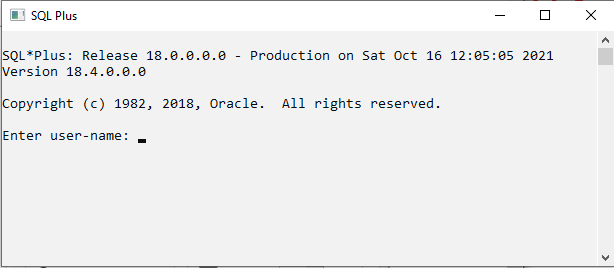 SQL Plus
SQL*Plus: Release 18.0.0.0.0 - Production on Sat Oct 16 12:05:05 2021
Version 18.4.0.0.0
Copyright (c) 1982, 2018, Oracle.  All rights reserved.
Enter user-name: